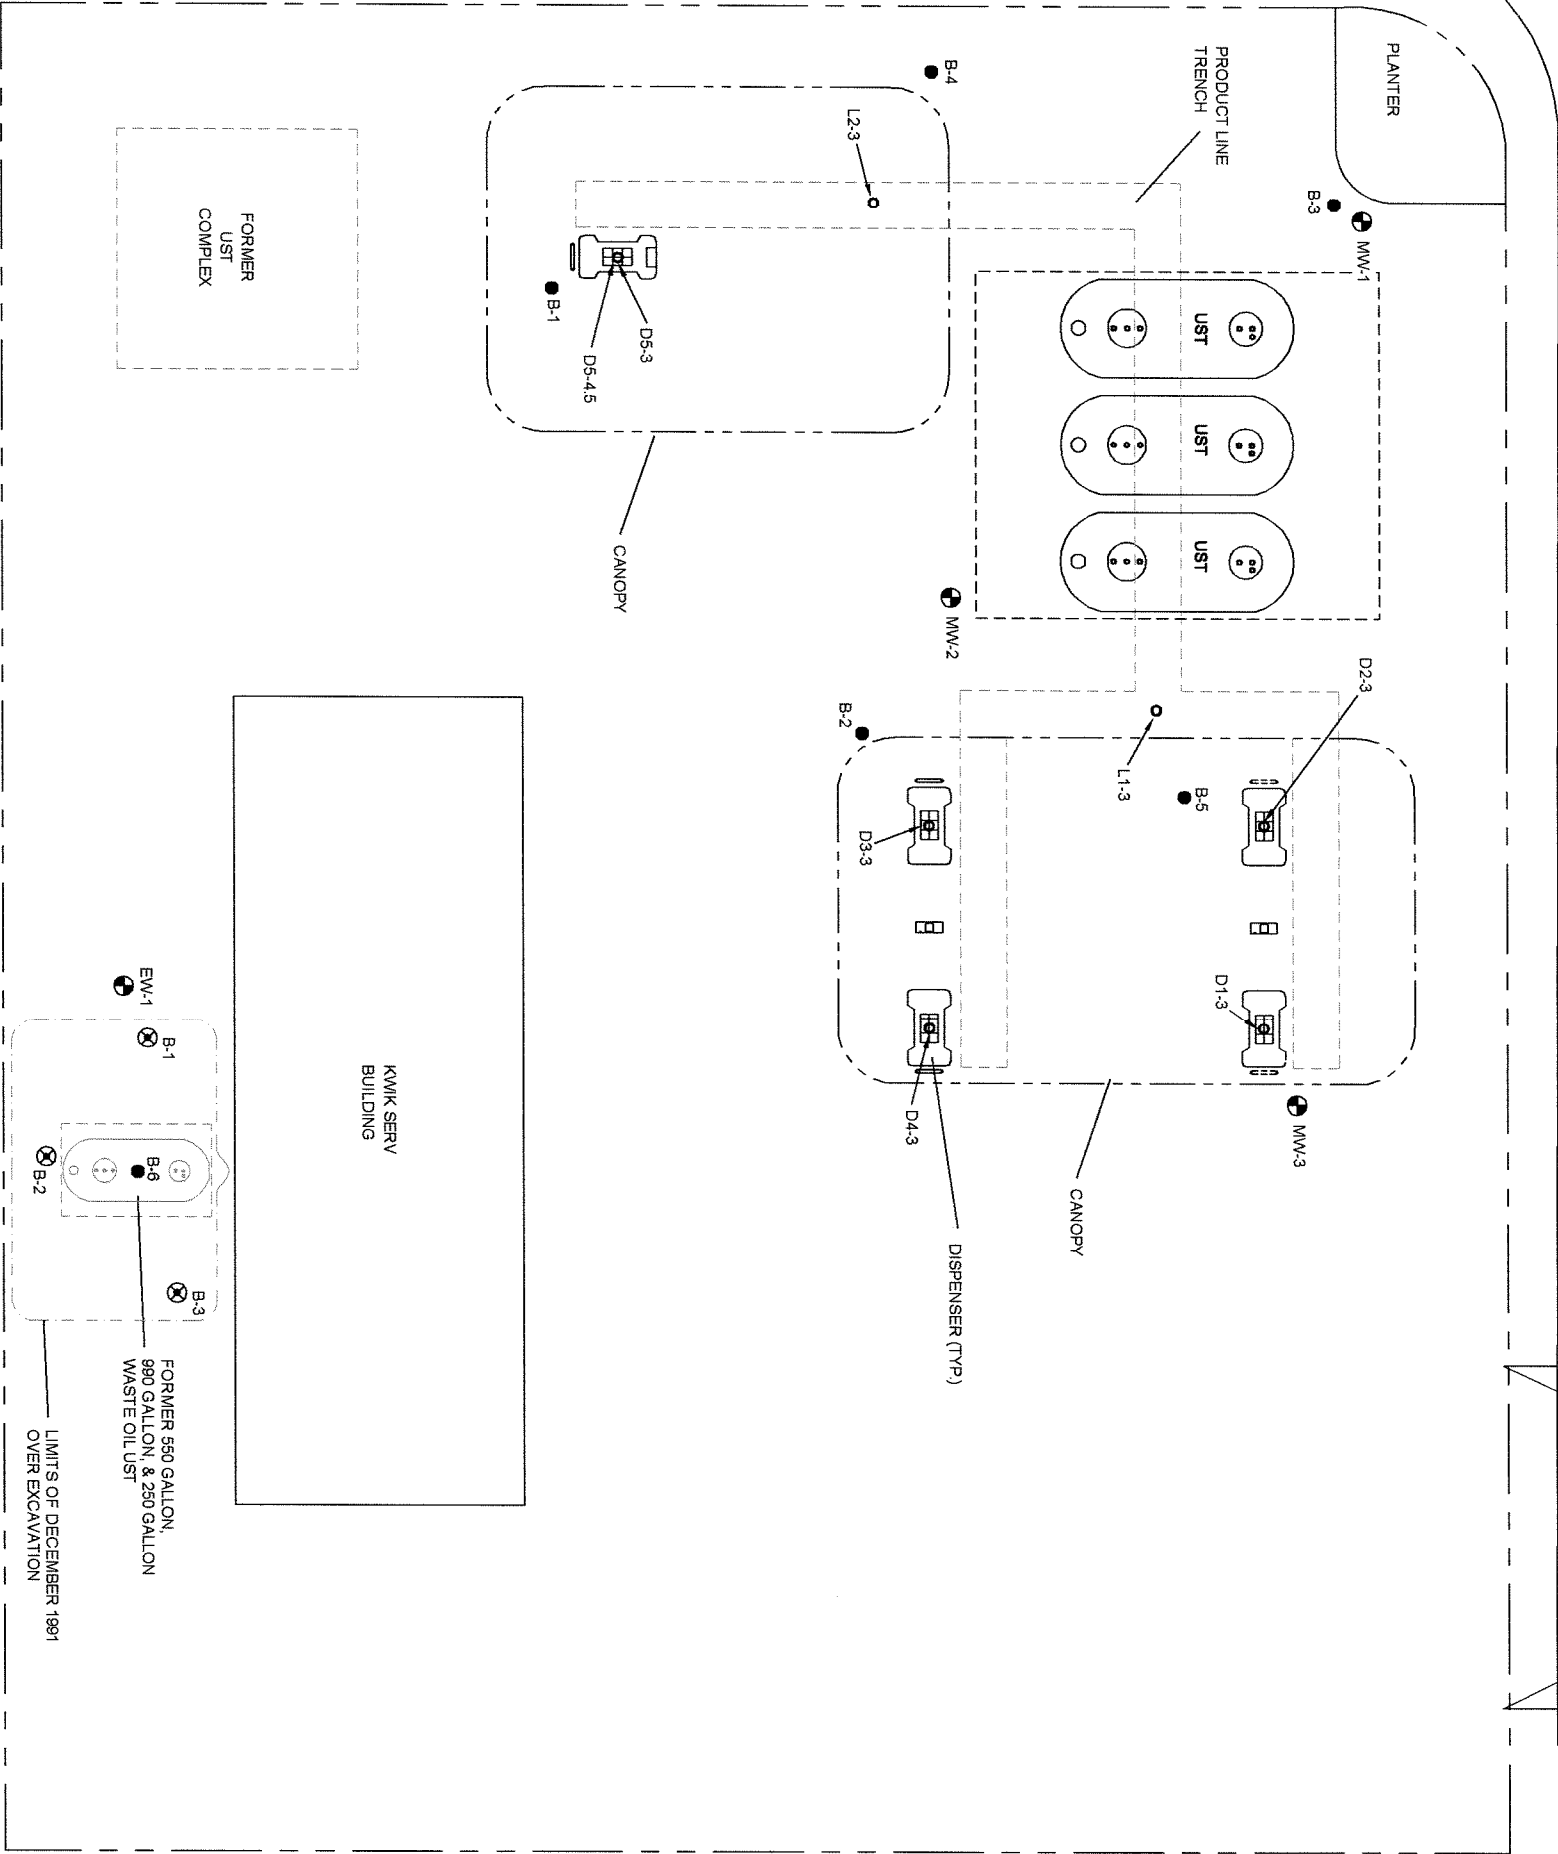 PLANTER
PRODUCT LINE
TRENCH
B-4
L2-3
B-3
MW-1
UST
UST
UST
FORMER
UST
COMPLEX
B-1
D5-3
D5-4.5
CANOPY
MW-2
D2-3
B-2
L1-3
B-5
D3-3
D1-3
D4-3
MW-3
CANOPY
DISPENSER (TYP.)
KWIK SERV
BUILDING
EW-1
B-1
B-6
B-2
B-3
FORMER 550 GALLON,
990 GALLON, & 250 GALLON
WASTE OIL UST
LIMITS OF DECEMBER 1991
OVER EXCAVATION